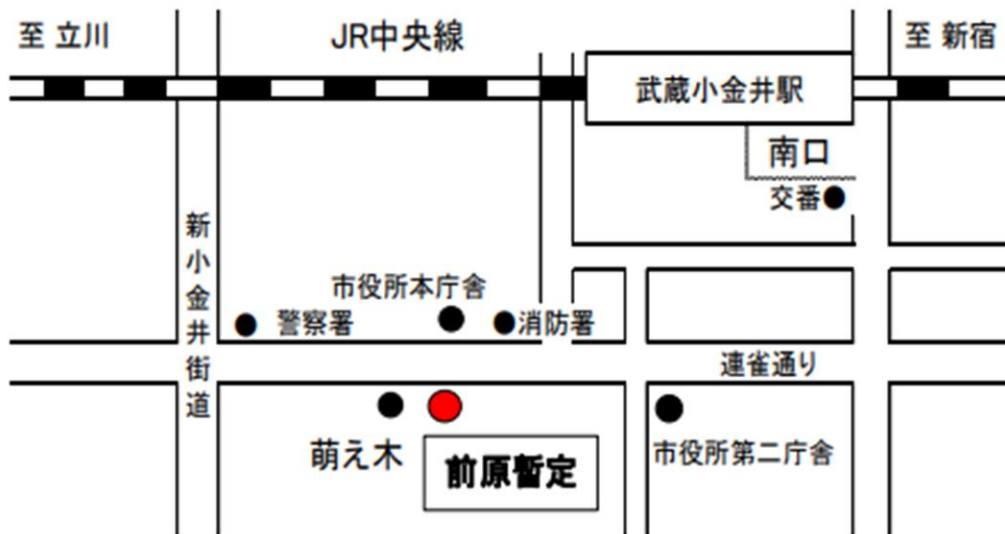 至 立川
JR中央線
至 新宿
武蔵小金井駅
南口
交番
新小金井街道
市役所本庁舎
警察署
消防署
連雀通り
萌え木
前原暫定
市役所第二庁舎